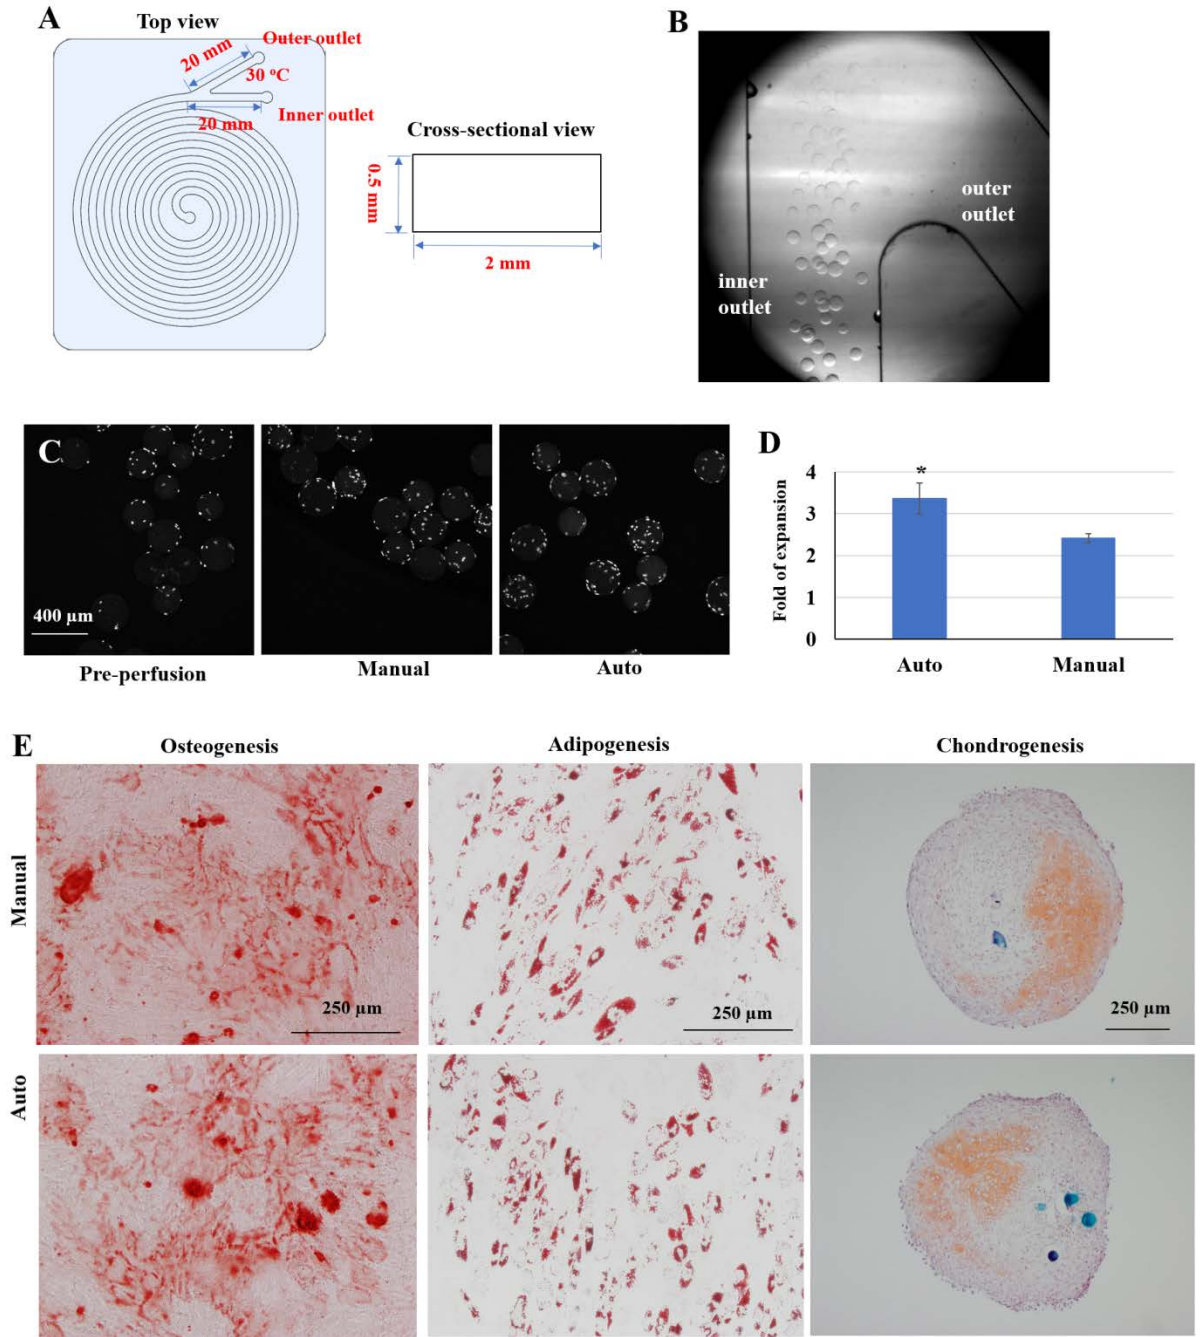 A
Top view
20 mm
Outer outlet
30 ºC
20 mm
Inner outlet
Cross-sectional view
0.5 mm
2 mm
B
outer
outlet
inner
outlet
C
400 µm
Pre-perfusion
Manual
Auto
D
Fold of expansion
4
3
2
1
0
*
Auto
Manual
E
Osteogenesis
Adipogenesis
Chondrogenesis
Manual
250 µm
250 µm
250 µm
Auto